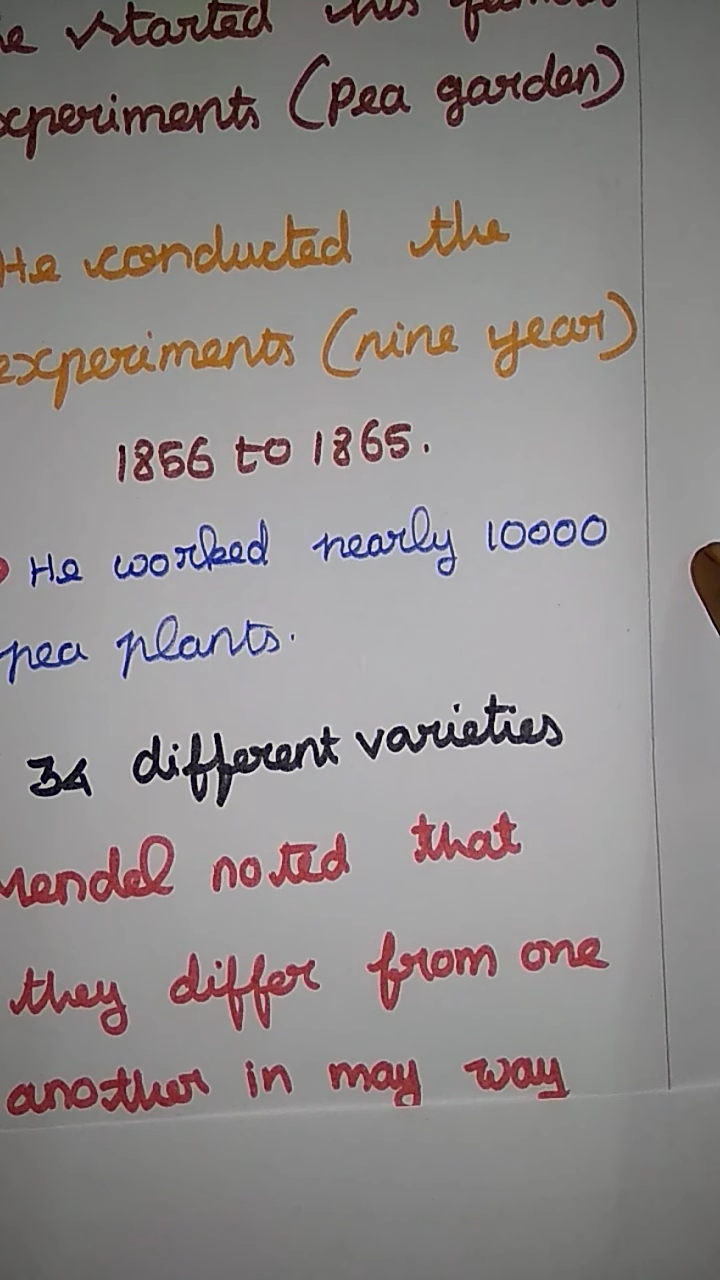 started his
experiments (pea garden)
He conducted the
experiments (nine year)
1856 to 1865.
He worked nearly 10000
pea plants.
34 different varieties
Mendel noted that
they differ from one
another in may way